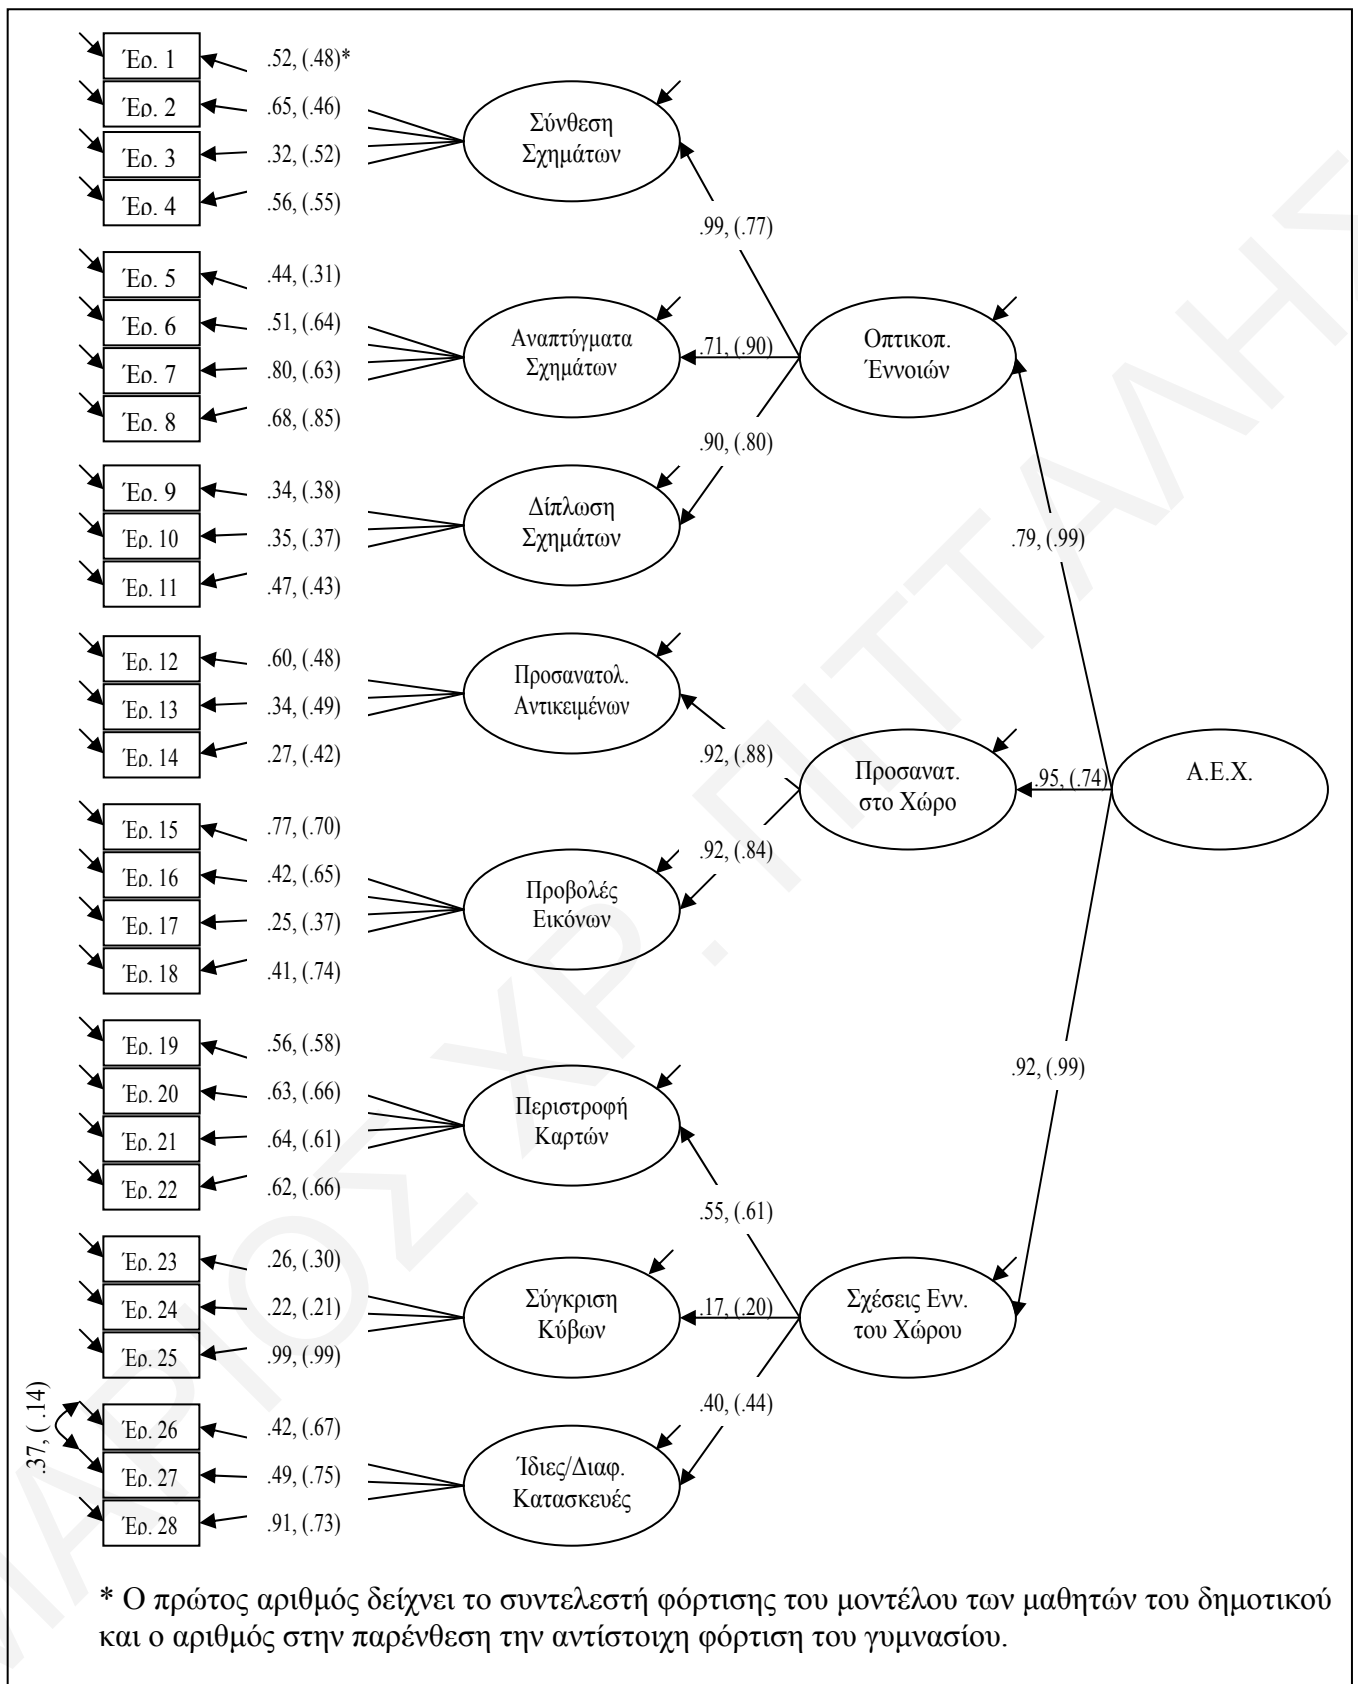 Έρ. 1
.52, (.48)*
Έρ. 2
.65, (.46)
Έρ. 3
.32, (.52)
Έρ. 4
.56, (.55)
Σύνθεση
Σχημάτων
.99, (.77)
Έρ. 5
.44, (.31)
Έρ. 6
.51, (.64)
Έρ. 7
.80, (.63)
Έρ. 8
.68, (.85)
Αναπτύγματα
Σχημάτων
.71, (.90)
Οπτικοπ.
Έννοιών
Έρ. 9
.34, (.38)
Έρ. 10
.35, (.37)
Έρ. 11
.47, (.43)
Δίπλωση
Σχημάτων
.90, (.80)
.79, (.99)
Έρ. 12
.60, (.48)
Έρ. 13
.34, (.49)
Έρ. 14
.27, (.42)
Προσανατολ.
Αντικειμένων
.92, (.88)
Προσανατ.
στο Χώρο
.95, (.74)
Α.Ε.Χ.
Έρ. 15
.77, (.70)
Έρ. 16
.42, (.65)
Έρ. 17
.25, (.37)
Έρ. 18
.41, (.74)
Προβολές
Εικόνων
.92, (.84)
Έρ. 19
.56, (.58)
Έρ. 20
.63, (.66)
Έρ. 21
.64, (.61)
Έρ. 22
.62, (.66)
Περιστροφή
Καρτών
.55, (.61)
.92, (.99)
Έρ. 23
.26, (.30)
Έρ. 24
.22, (.21)
Έρ. 25
.99, (.99)
Σύγκριση
Κύβων
.17, (.20)
Σχέσεις Ενν.
του Χώρου
.37, ( .14)
Έρ. 26
.42, (.67)
Έρ. 27
.49, (.75)
Έρ. 28
.91, (.73)
Ίδιες/Διαφ.
Κατασκευές
.40, (.44)
* Ο πρώτος αριθμός δείχνει το συντελεστή φόρτισης του μοντέλου των μαθητών του δημοτικού
και ο αριθμός στην παρένθεση την αντίστοιχη φόρτιση του γυμνασίου.
ΜΑΡΙΟΣ ΧΡ. ΠΙΤΤΑΛΗΣ